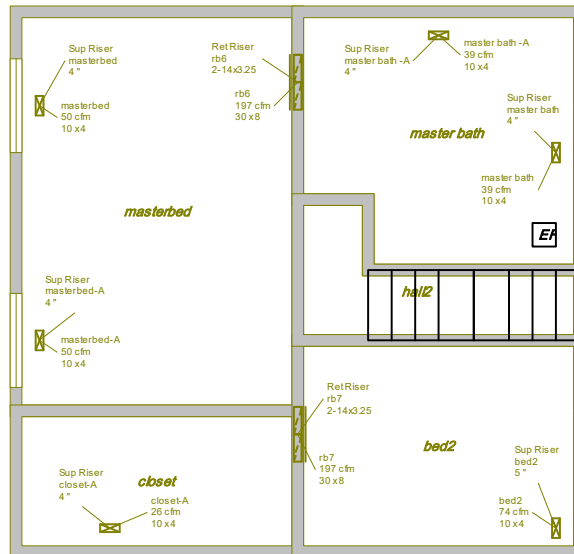 Sup Riser
masterbed
4 "
masterbed
50 cfm
10 x4
Ret Riser
rb6
2-14x3.25
rb6
197 cfm
30 x8
Sup Riser
master bath -A
4 "
master bath -A
39 cfm
10 x4
Sup Riser
master bath
4 "
master bath
master bath
39 cfm
10 x4
masterbed
EF
hall2
Sup Riser
masterbed-A
4 "
masterbed-A
50 cfm
10 x4
Ret Riser
rb7
2-14x3.25
rb7
197 cfm
30 x8
bed2
Sup Riser
bed2
5 "
bed2
74 cfm
10 x4
closet
Sup Riser
closet-A
4 "
closet-A
26 cfm
10 x4